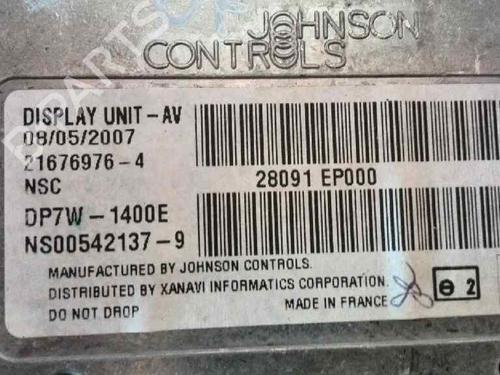 JOHNSON
CONTROLS
DISPLAY UNIT-AV
08/05/2007
21676976-4
NSC
28091 EP000
DP7W-1400E
NS00542137-9
MANUFACTURED BY JOHNSON CONTROLS.
DISTRIBUTED BY XANAVI INFORMATICS CORPORATION.
MADE IN FRANCE
DO NOT DROP
2